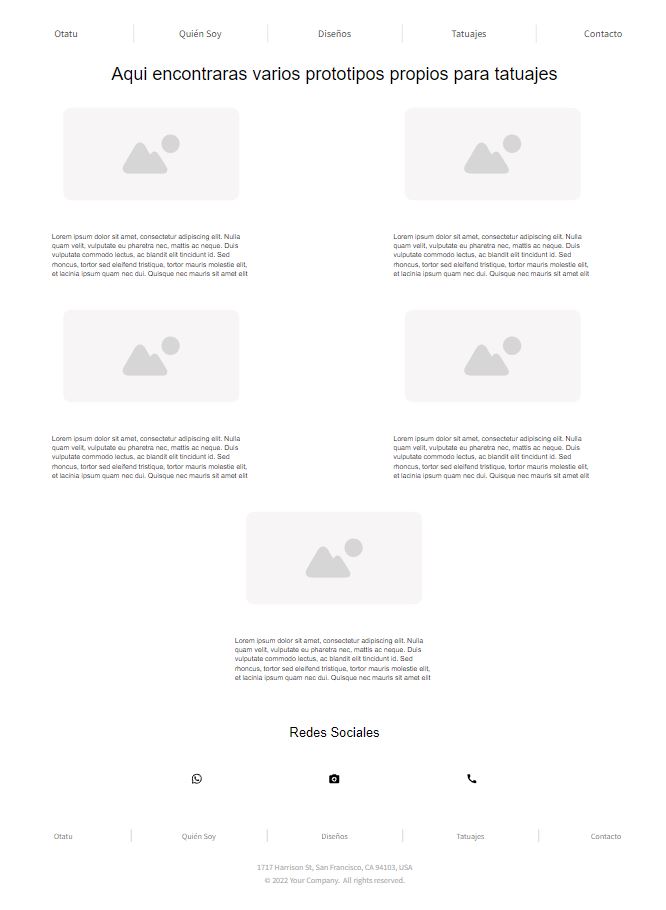 Otatu Quién Soy Diseños Tatuajes Contacto
Aqui encontraras varios prototipos propios para tatuajes
Lorem ipsum dolor sit amet, consectetur adipiscing elit. Nulla
quam velit, vulputate eu pharetra nec, mattis ac neque. Duis
vulputate commodo lectus, ac blandit elit tincidunt id. Sed
rhoncus, tortor sed eleifend tristique, tortor mauris molestie elit,
et lacinia ipsum quam nec dui. Quisque nec mauris sit amet elit
Lorem ipsum dolor sit amet, consectetur adipiscing elit. Nulla
quam velit, vulputate eu pharetra nec, mattis ac neque. Duis
vulputate commodo lectus, ac blandit elit tincidunt id. Sed
rhoncus, tortor sed eleifend tristique, tortor mauris molestie elit,
et lacinia ipsum quam nec dui. Quisque nec mauris sit amet elit
Lorem ipsum dolor sit amet, consectetur adipiscing elit. Nulla
quam velit, vulputate eu pharetra nec, mattis ac neque. Duis
vulputate commodo lectus, ac blandit elit tincidunt id. Sed
rhoncus, tortor sed eleifend tristique, tortor mauris molestie elit,
et lacinia ipsum quam nec dui. Quisque nec mauris sit amet elit
Lorem ipsum dolor sit amet, consectetur adipiscing elit. Nulla
quam velit, vulputate eu pharetra nec, mattis ac neque. Duis
vulputate commodo lectus, ac blandit elit tincidunt id. Sed
rhoncus, tortor sed eleifend tristique, tortor mauris molestie elit,
et lacinia ipsum quam nec dui. Quisque nec mauris sit amet elit
Lorem ipsum dolor sit amet, consectetur adipiscing elit. Nulla
quam velit, vulputate eu pharetra nec, mattis ac neque. Duis
vulputate commodo lectus, ac blandit elit tincidunt id. Sed
rhoncus, tortor sed eleifend tristique, tortor mauris molestie elit,
et lacinia ipsum quam nec dui. Quisque nec mauris sit amet elit
Redes Sociales
Otatu Quién Soy Diseños Tatuajes Contacto
1717 Harrison St, San Francisco, CA 94103, USA
© 2022 Your Company. All rights reserved.